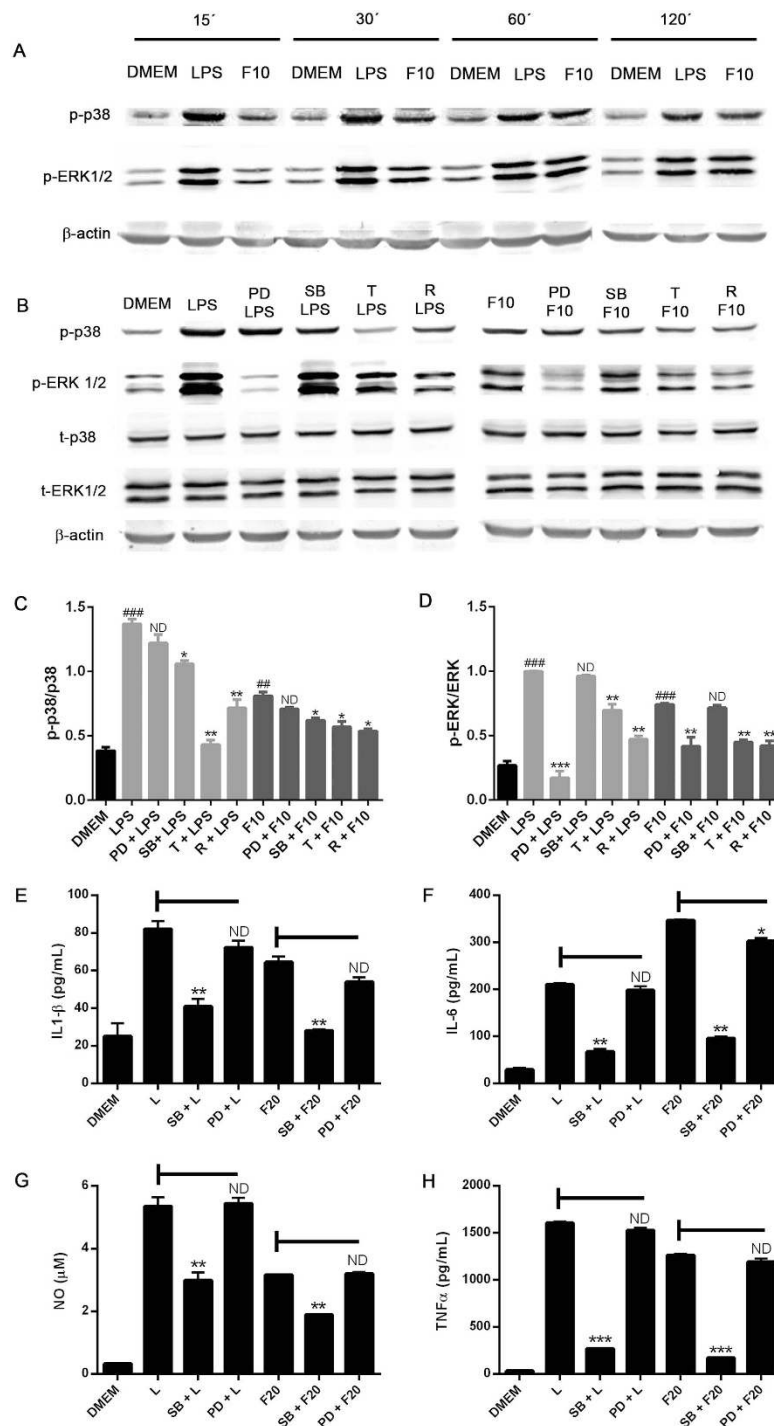 15´ 30´ 60´ 120´
A
DMEM LPS F10 DMEM LPS F10 DMEM LPS F10 DMEM LPS F10
p-p38
p-ERK1/2
β-actin
B
DMEM LPS PD LPS SB LPS T LPS R LPS F10 PD F10 SB F10 T F10 R F10
p-p38
p-ERK 1/2
t-p38
t-ERK1/2
β-actin
C
p-p38/p38
1.5
1.0
0.5
0.0
### ND * ** ** ## ND * * *
DMEM LPS PD + LPS SB+ LPS T + LPS R + LPS F10 PD + F10 SB + F10 T + F10 R + F10
D
p-ERK/ERK
1.5
1.0
0.5
0.0
### *** ND ** ** ### ** ND ** **
DMEM LPS PD + LPS SB+ LPS T + LPS R + LPS F10 PD + F10 SB + F10 T + F10 R + F10
E
IL1-β (pg/mL)
100
80
60
40
20
0
** ND ** ND
DMEM L SB + L PD + L F20 SB + F20 PD + F20
F
IL-6 (pg/mL)
400
300
200
100
0
** ND ** *
DMEM L SB + L PD + L F20 SB + F20 PD + F20
G
NO (μM)
6
4
2
0
** ND ** ND
DMEM L SB + L PD + L F20 SB + F20 PD + F20
H
TNFα (pg/mL)
2000
1500
1000
500
0
*** ND *** ND
DMEM L SB + L PD + L F20 SB + F20 PD + F20